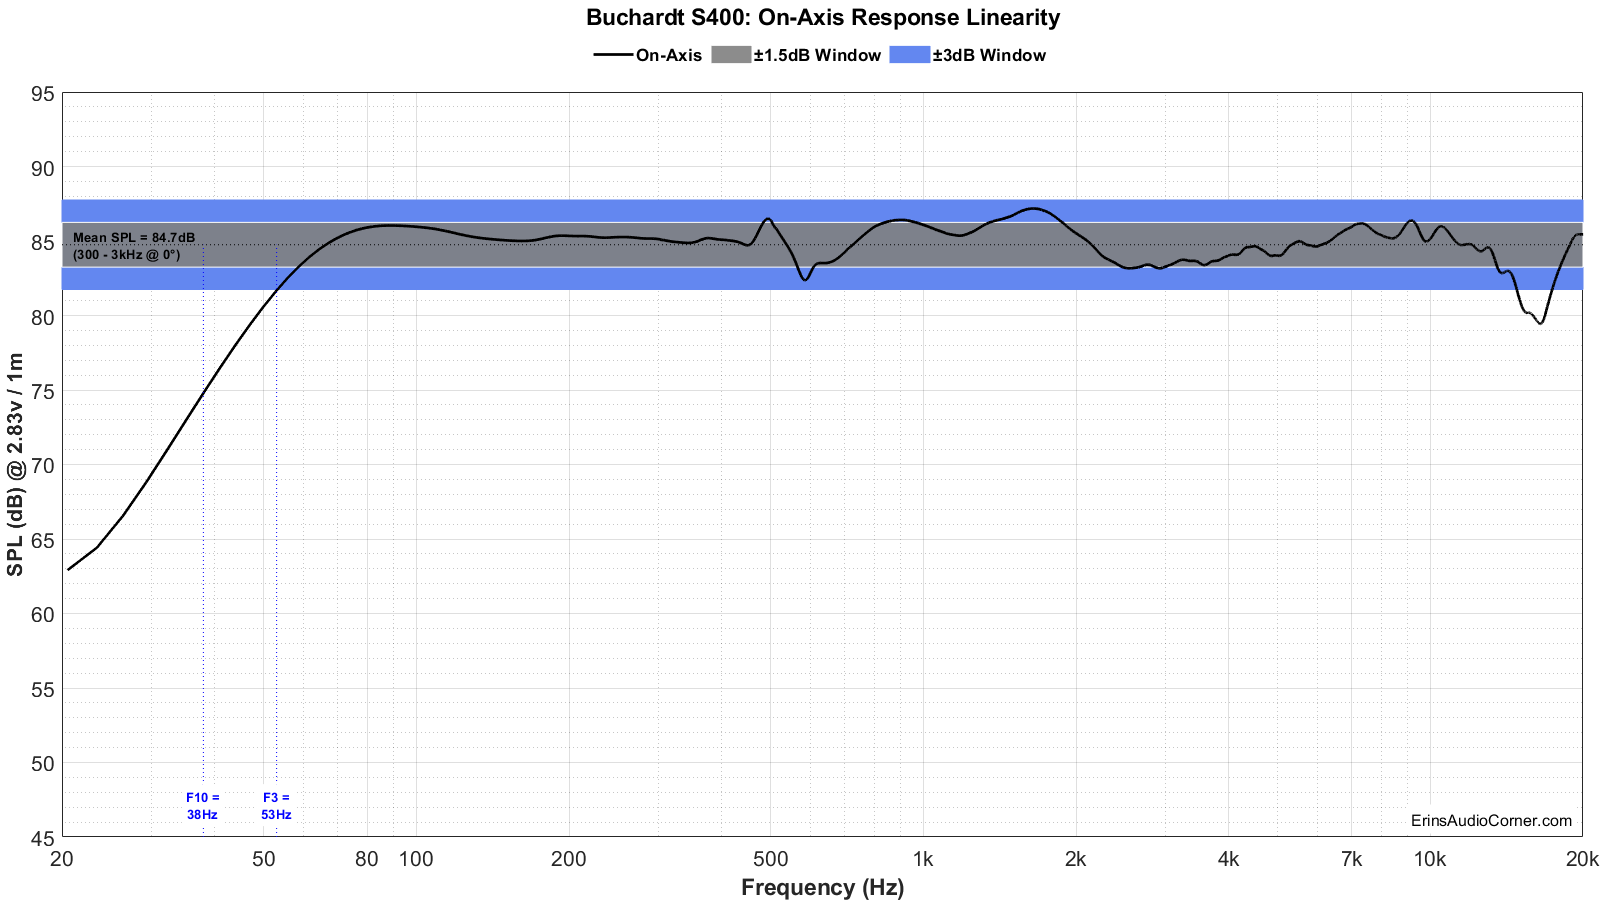 Buchardt S400: On-Axis Response Linearity
On-Axis ±1.5dB Window ±3dB Window
95
90
85
80
75
70
65
60
55
50
45
SPL (dB) @ 2.83v / 1m
Mean SPL = 84.7dB
(300 - 3kHz @ 0°)
F10 =
38Hz
F3 =
53Hz
ErinsAudioCorner.com
20 50 80 100 200 500 1k 2k 4k 7k 10k 20k
Frequency (Hz)